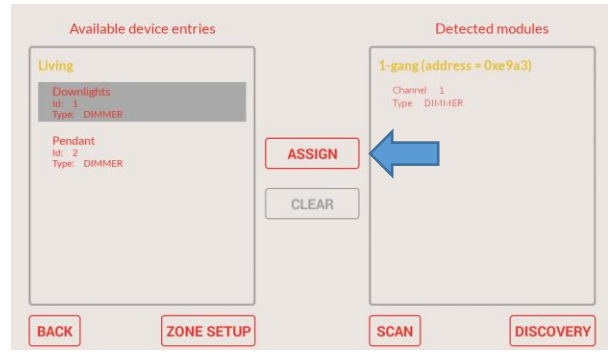 Available device entries
Detected modules
Living
Downlights
Id: 1
Type: DIMMER
Pendant
Id: 2
Type: DIMMER
ASSIGN
CLEAR
1-gang (address = 0xe9a3)
Channel: 1
Type: DIMMER
BACK
ZONE SETUP
SCAN
DISCOVERY